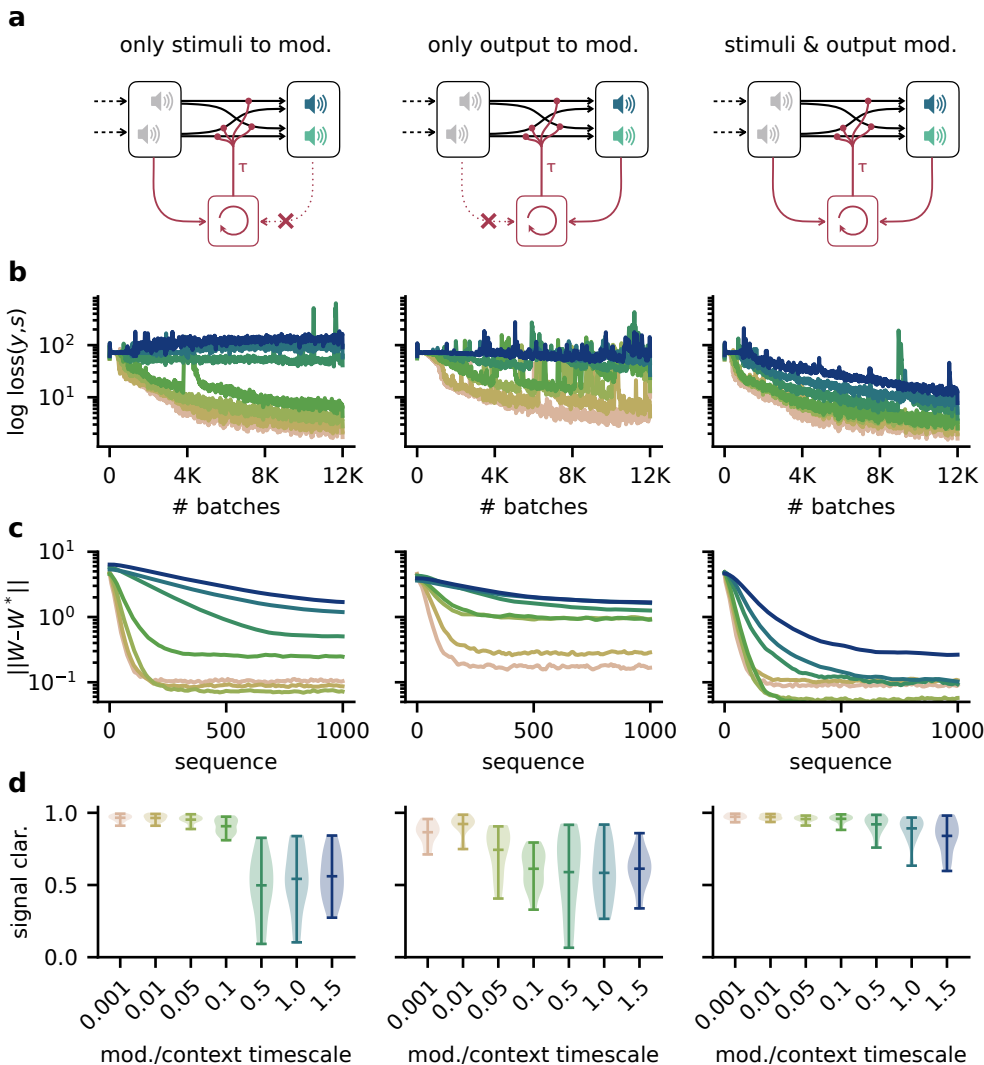 a
only stimuli to mod.
only output to mod.
stimuli & output mod.
τ
τ
τ
b
log loss(y,s)
10²
10¹
0
4K
8K
12K
# batches
0
4K
8K
12K
# batches
0
4K
8K
12K
# batches
c
||W–W*||
10¹
10⁰
10⁻¹
0
500
1000
sequence
0
500
1000
sequence
0
500
1000
sequence
d
signal clar.
1.0
0.5
0.0
0.001
0.01
0.05
0.1
0.5
1.0
1.5
mod./context timescale
0.001
0.01
0.05
0.1
0.5
1.0
1.5
mod./context timescale
0.001
0.01
0.05
0.1
0.5
1.0
1.5
mod./context timescale